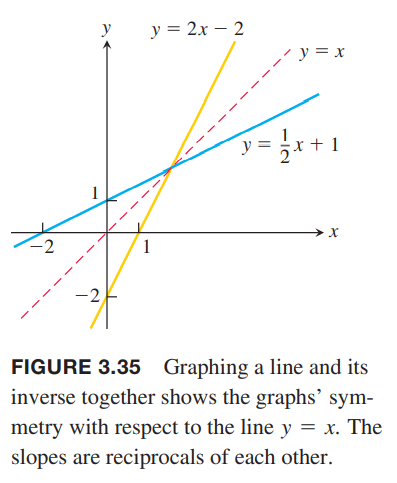 y
y = 2x − 2
y = x
y = 1/2 x + 1
1
x
−2
1
−2
FIGURE 3.35 Graphing a line and its
inverse together shows the graphs’ sym-
metry with respect to the line y = x. The
slopes are reciprocals of each other.